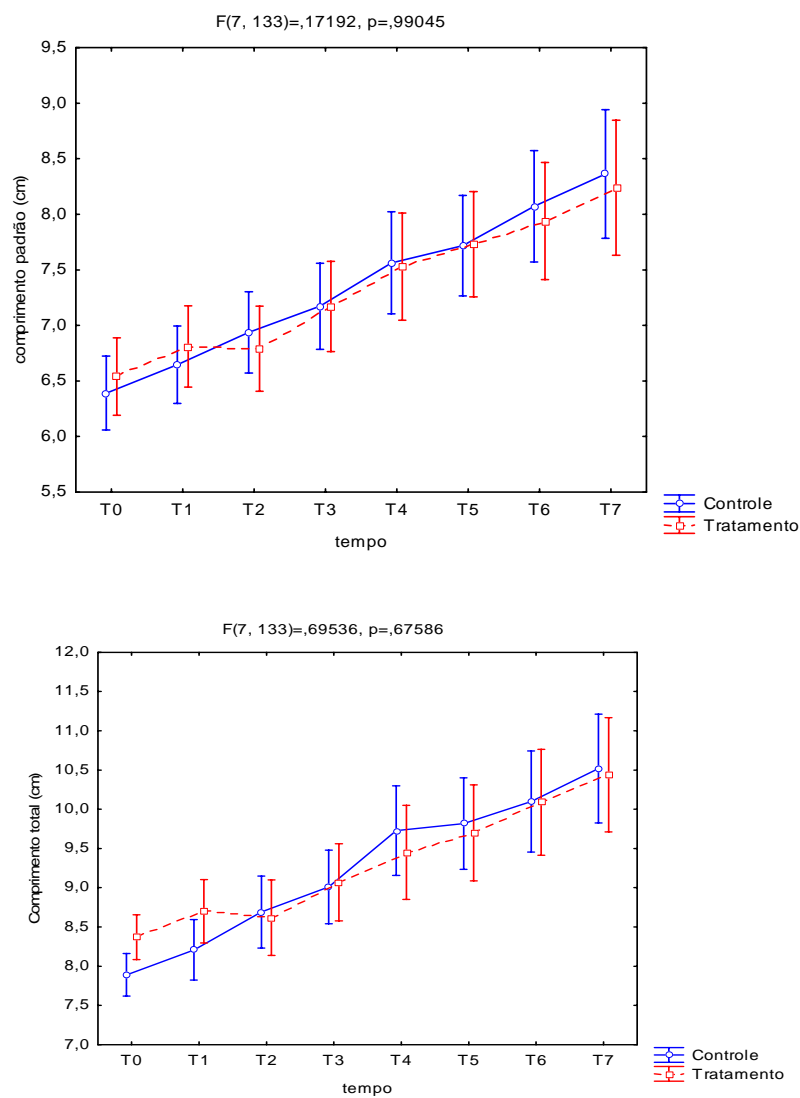 F(7, 133)=,17192, p=,99045
9,5
9,0
8,5
8,0
7,5
7,0
6,5
6,0
5,5
comprimento padrão (cm)
T0 T1 T2 T3 T4 T5 T6 T7
tempo
Controle
Tratamento
F(7, 133)=,69536, p=,67586
12,0
11,5
11,0
10,5
10,0
9,5
9,0
8,5
8,0
7,5
7,0
Comprimento total (cm)
T0 T1 T2 T3 T4 T5 T6 T7
tempo
Controle
Tratamento